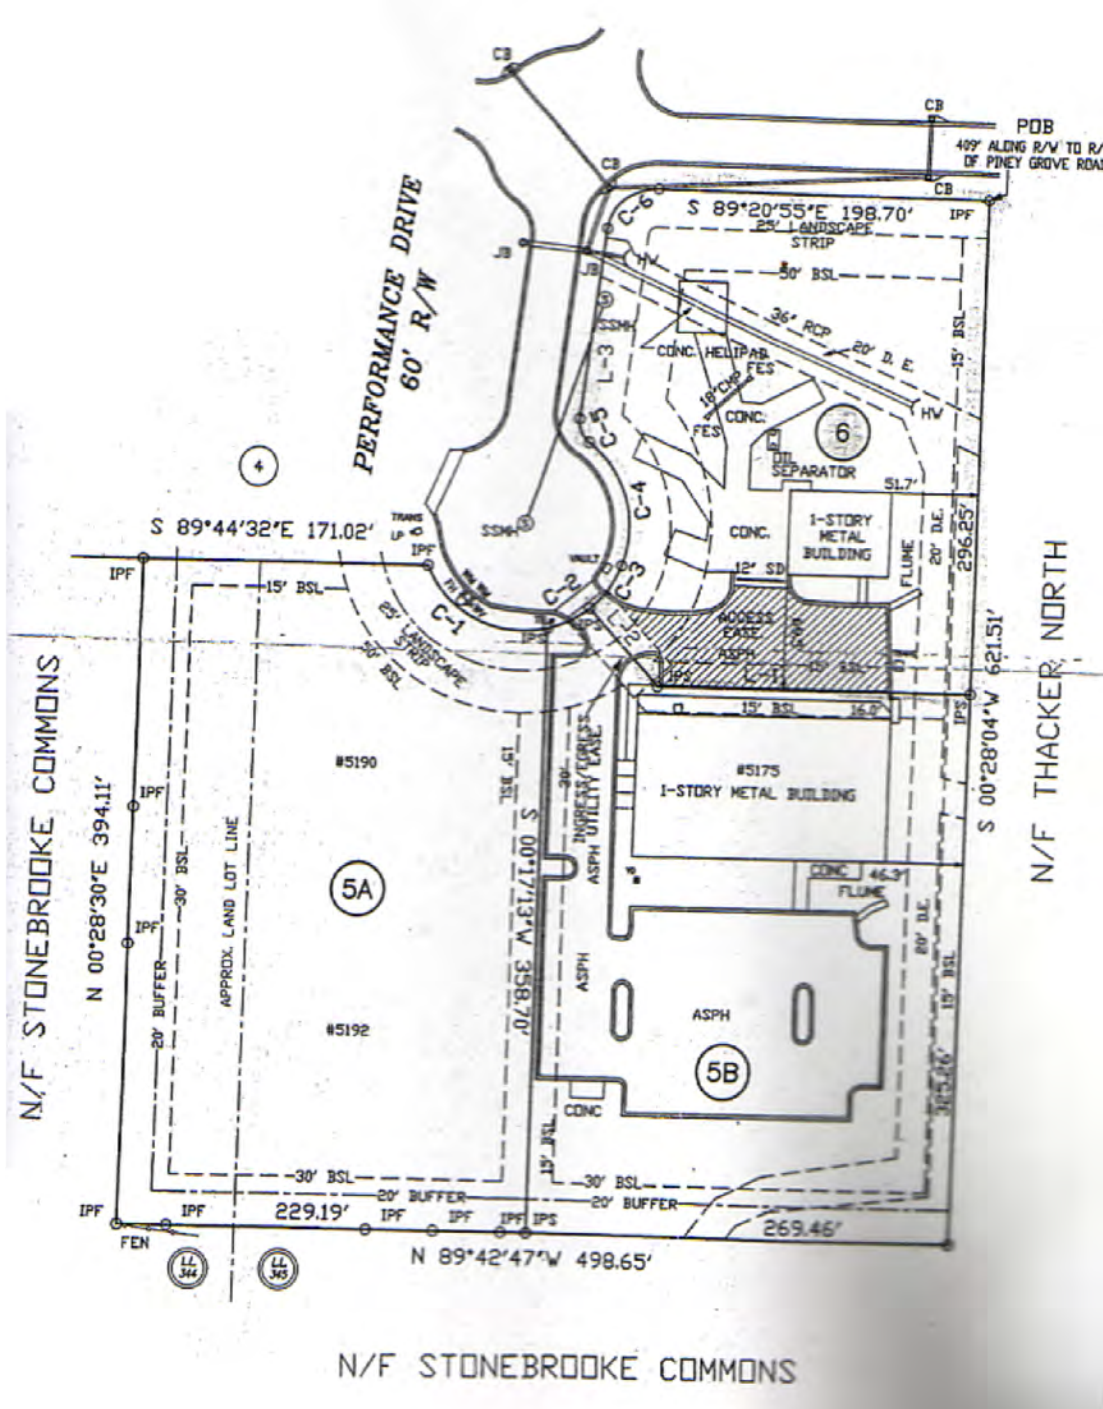 CB
CB
POB
409' ALONG R/W TO R/
OF PINEY GROVE ROAD
CB
CB
C-6
S 89°20'55"E 198.70'
IPF
25' LANDSCAPE
STRIP
JB
JB
HW
50' BSL
15' BSL
PERFORMANCE DRIVE
60' R/W
SSMH
36" RCP
20' D. E.
L-3
CONC. HELIPAD
FES
18" CMP
FES
CONC.
HW
C-5
6
OIL
SEPARATOR
4
51.7'
C-4
S 89°44'32"E 171.02'
TRANS
LP
IPF
SSMH
CONC.
1-STORY
METAL
BUILDING
FLUME
20' D.E.
296.25'
IPF
VAULT
12' SD
C-3
C-2
15' BSL
C-1
25' LANDSCAPE
STRIP
50' BSL
L-2
ACCESS
EASE.
ASPH
15' BSL
L-1
IPS
IPS
15' BSL
16.0'
IPS
S 00°28'04"W 621.51'
N/F THACKER NORTH
N/F STONEBROOKE COMMONS
N 00°28'30"E 394.11'
IPF
IPF
#5190
15' BSL
30'
INGRESS/EGRESS
ASPH UTILITY EASE.
#5175
1-STORY METAL BUILDING
30' BSL
APPROX. LAND LOT LINE
5A
S 00°17'13"W 358.70'
CONC
46.3'
FLUME
20' D.E.
20' BUFFER
#5192
ASPH
ASPH
15' BSL
5B
325.26'
CONC
15' BSL
30' BSL
30' BSL
20' BUFFER
20' BUFFER
IPF
IPF
229.19'
IPF
IPF
IPF
IPS
269.46'
FEN
LL
344
LL
345
N 89°42'47"W 498.65'
N/F STONEBROOKE COMMONS